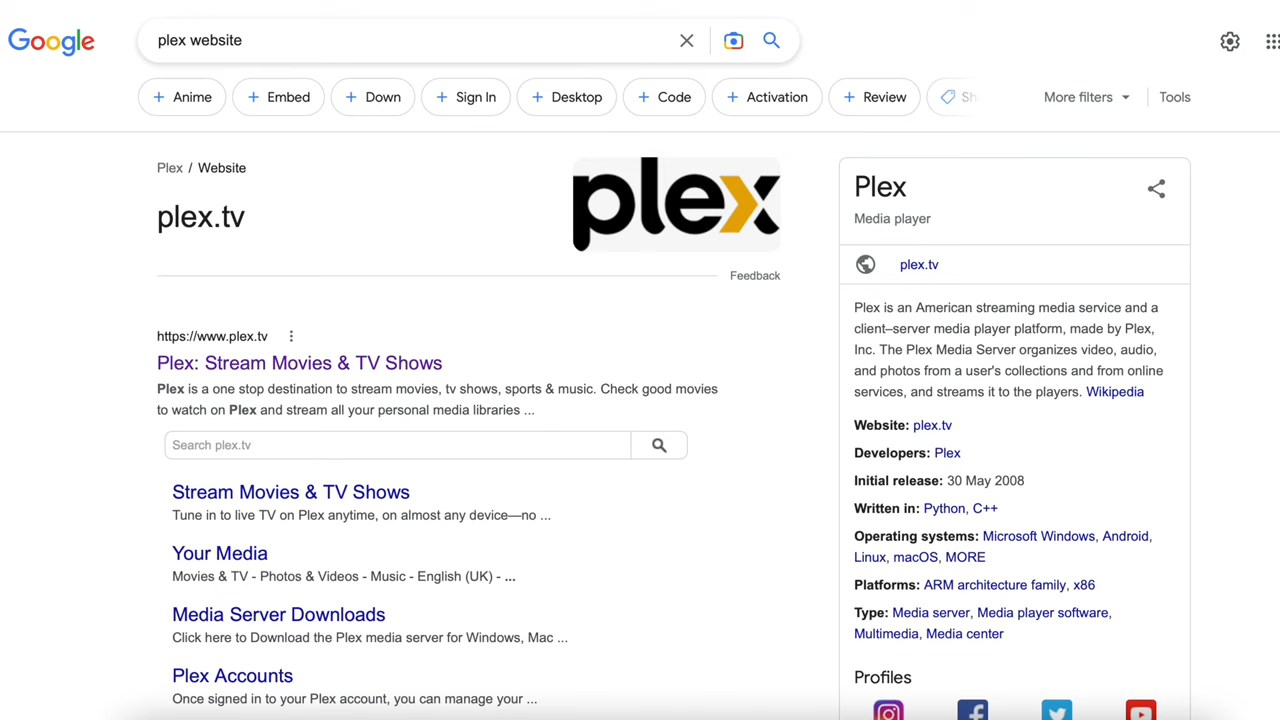 Google
plex website
Anime
Embed
Down
Sign In
Desktop
Code
Activation
Review
More filters
Tools
Plex / Website
plex.tv
plex
Feedback
https://www.plex.tv
Plex: Stream Movies & TV Shows
Plex is a one stop destination to stream movies, tv shows, sports & music. Check good movies
to watch on Plex and stream all your personal media libraries ...
Search plex.tv
Stream Movies & TV Shows
Tune in to live TV on Plex anytime, on almost any device—no ...
Your Media
Movies & TV - Photos & Videos - Music - English (UK) - ...
Media Server Downloads
Click here to Download the Plex media server for Windows, Mac ...
Plex Accounts
Once signed in to your Plex account, you can manage your ...
Plex
Media player
plex.tv
Plex is an American streaming media service and a
client–server media player platform, made by Plex,
Inc. The Plex Media Server organizes video, audio,
and photos from a user's collections and from online
services, and streams it to the players. Wikipedia
Website: plex.tv
Developers: Plex
Initial release: 30 May 2008
Written in: Python, C++
Operating systems: Microsoft Windows, Android,
Linux, macOS, MORE
Platforms: ARM architecture family, x86
Type: Media server, Media player software,
Multimedia, Media center
Profiles